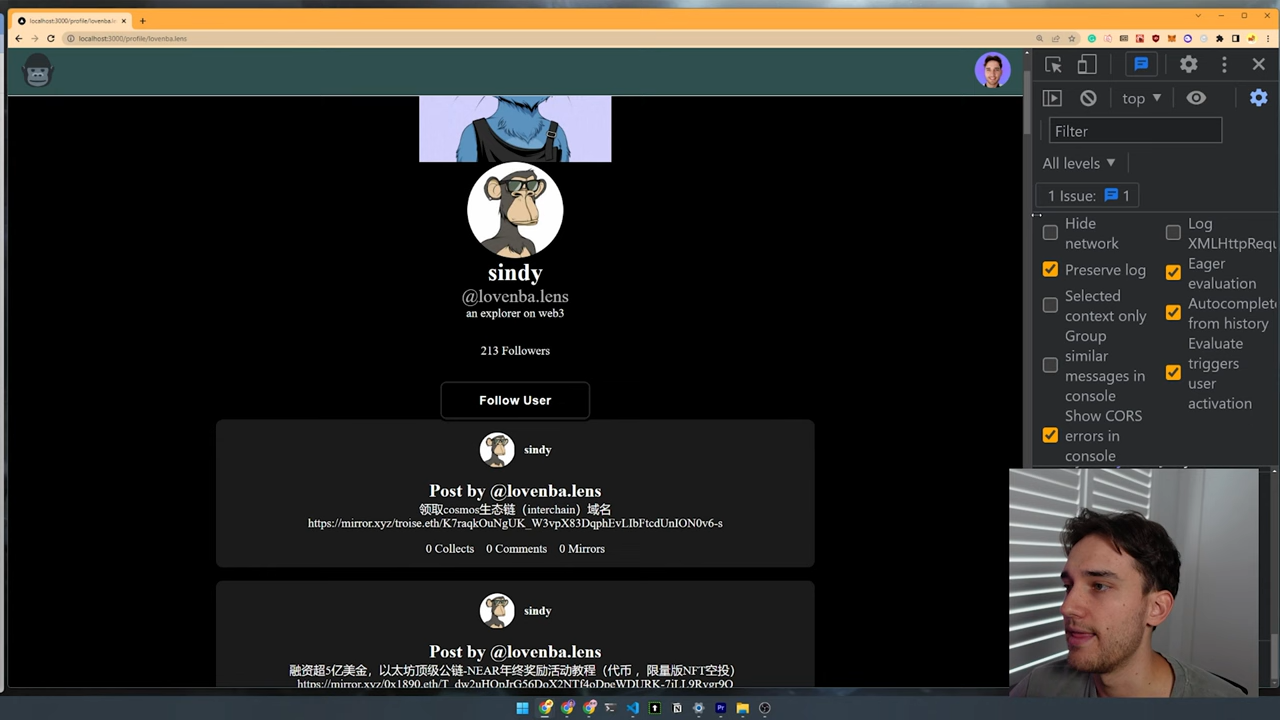 localhost:3000/profile/lovenba.le
localhost:3000/profile/lovenba.lens
top
Filter
All levels
1 Issue: 1
Hide network
Log XMLHttpRequ
Preserve log
Eager evaluation
Selected context only
Autocomplete from history
Group similar messages in console
Evaluate triggers user activation
Show CORS errors in console
sindy
@lovenba.lens
an explorer on web3
213 Followers
Follow User
sindy
Post by @lovenba.lens
领取cosmos生态链（interchain）域名
https://mirror.xyz/troise.eth/K7raqkOuNgUK_W3vpX83DqphEvLIbFtcdUnION0v6-s
0 Collects 0 Comments 0 Mirrors
sindy
Post by @lovenba.lens
融资超5亿美金，以太坊顶级公链-NEAR年终奖励活动教程（代币 ，限量版NFT空投）